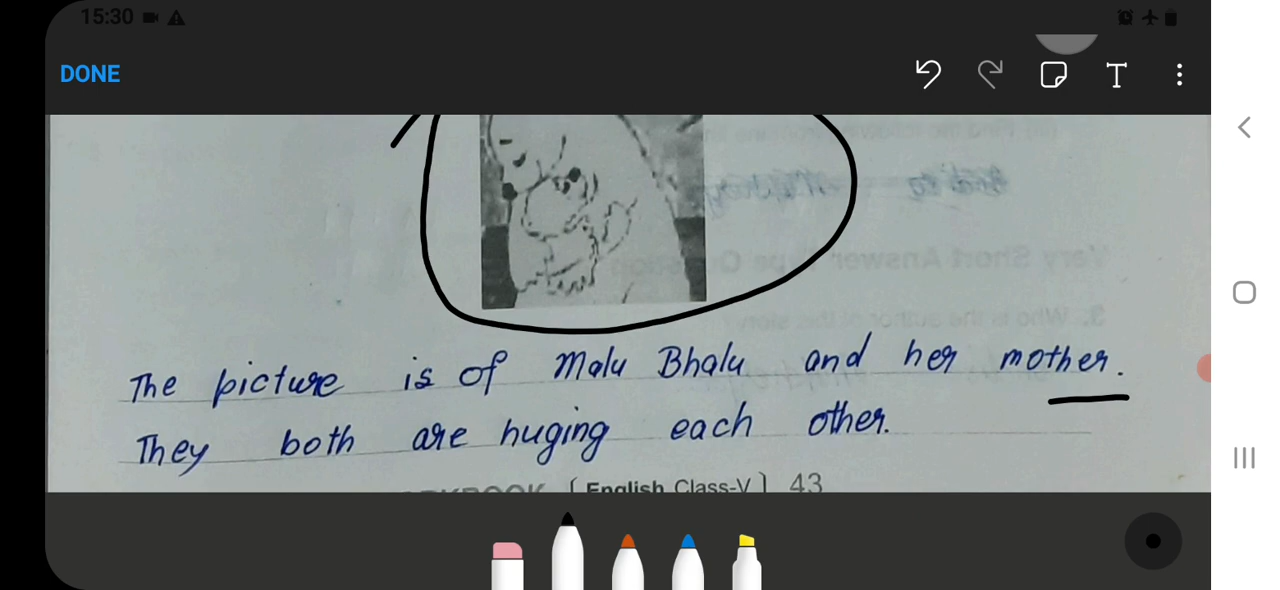 15:30
DONE
T
The picture is of Malu Bhalu and her mother.
They both are huging each other.
WORKBOOK [ English Class-V ] 43